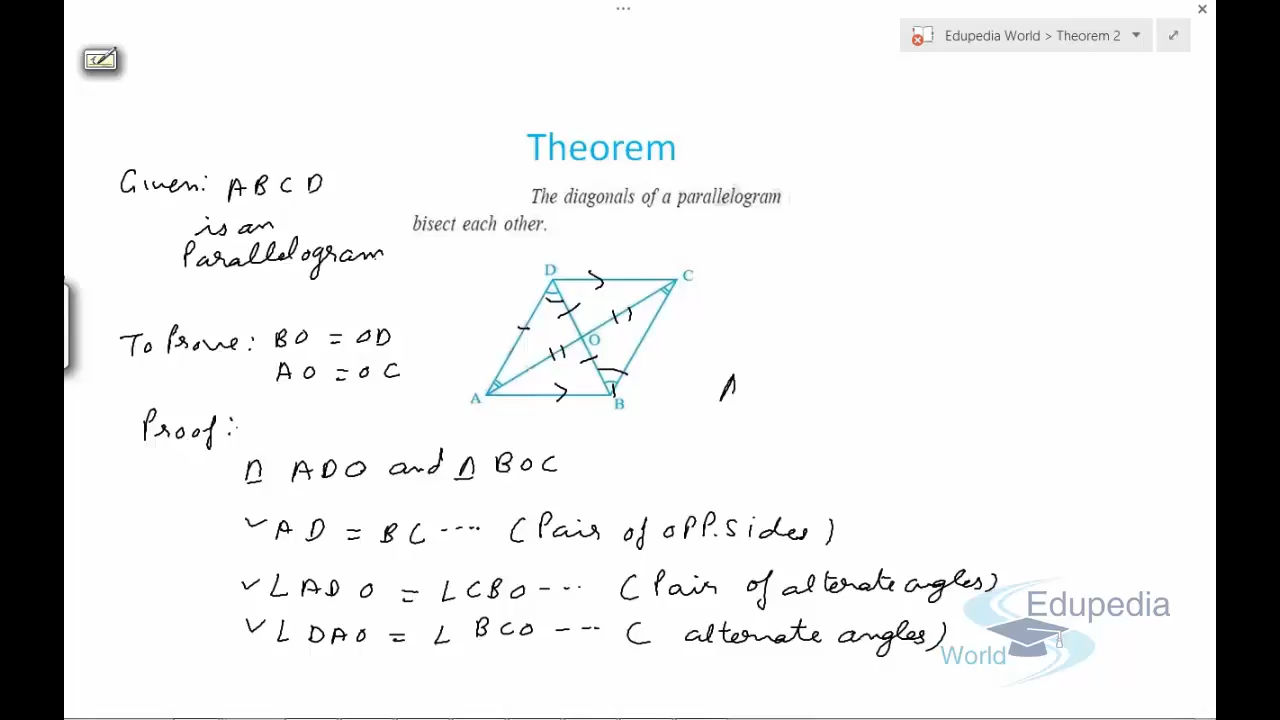 Edupedia World > Theorem 2
Theorem
The diagonals of a parallelogram
bisect each other.
Given: ABCD
is an
Parallelogram
D
C
O
A
B
To Prove: BO = OD
AO = OC
Proof:
Δ ADO and Δ BOC
✓ AD = BC ---- (Pair of opp. sides)
✓ ∠ADO = ∠CBO ---- (Pair of alternate angles)
✓ ∠DAO = ∠BCO ---- (alternate angles)
Edupedia
World